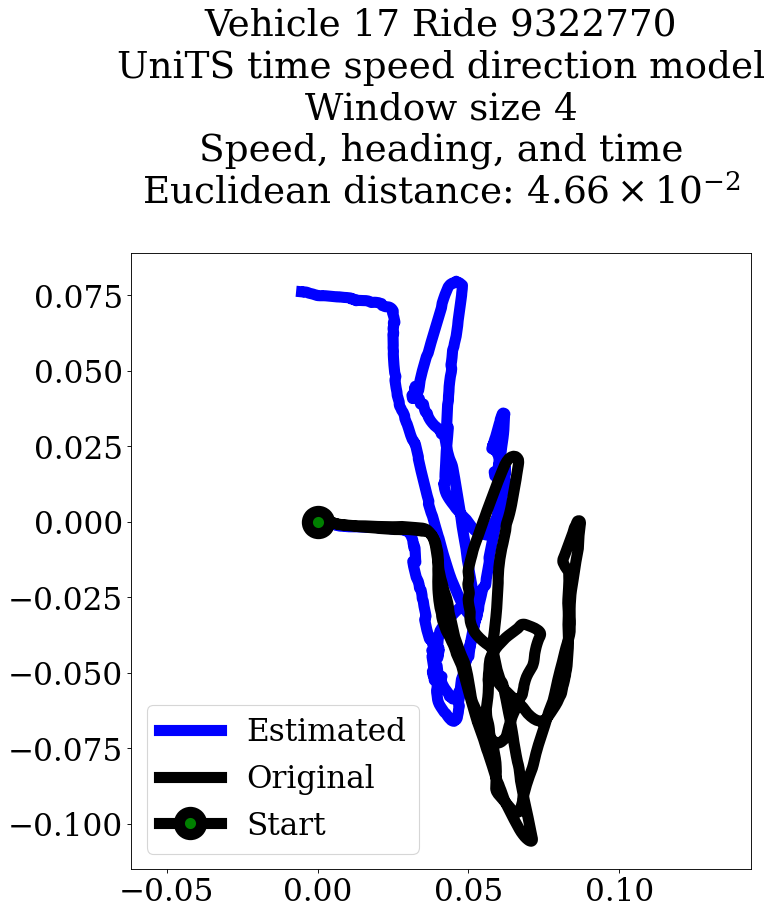 Vehicle 17 Ride 9322770
UniTS time speed direction model
Window size 4
Speed, heading, and time
Euclidean distance: 4.66 × 10⁻²
0.075
0.050
0.025
0.000
−0.025
−0.050
−0.075
−0.100
Estimated
Original
Start
−0.05 0.00 0.05 0.10